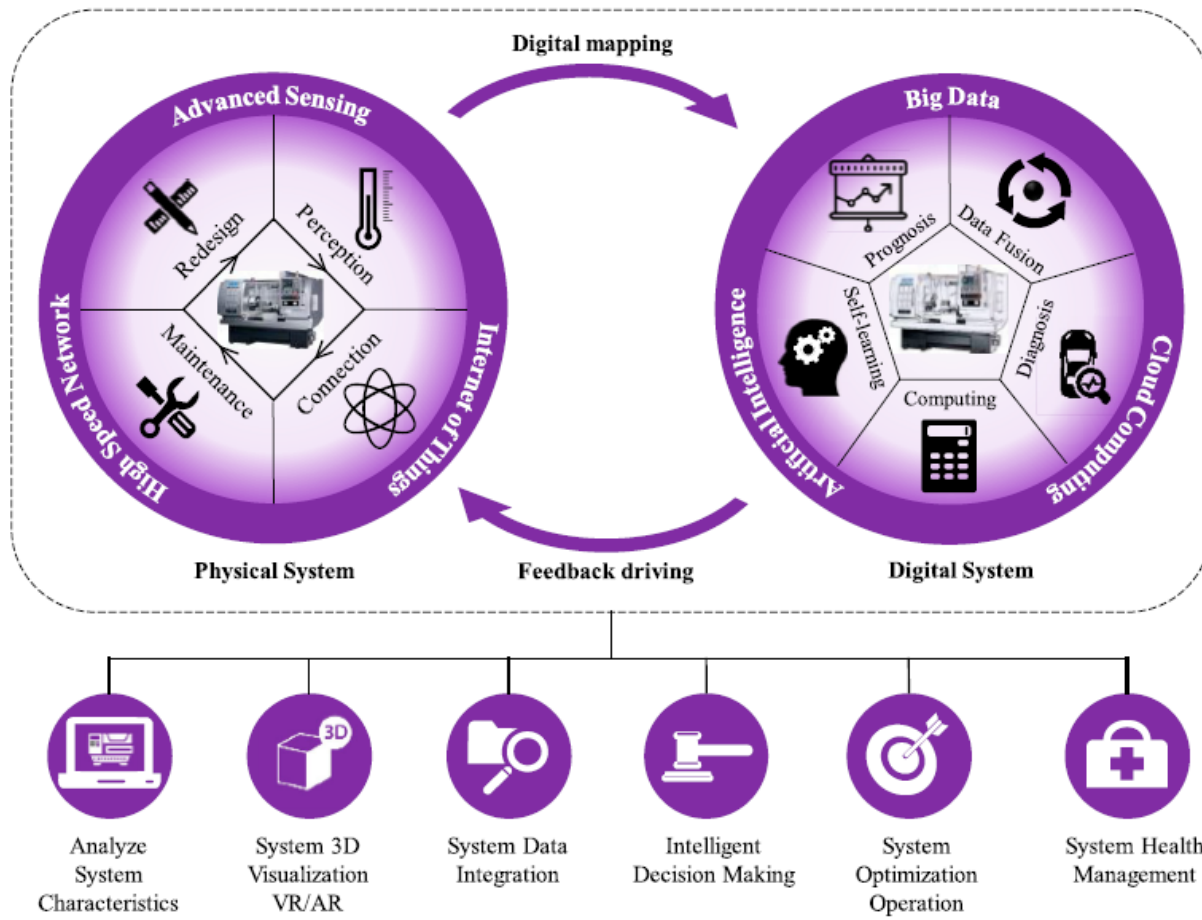 Digital mapping
Advanced Sensing
High Speed Network
Internet of Things
Redesign
Perception
Maintenance
Connection
Physical System
Big Data
Artificial Intelligence
Cloud Computing
Prognosis
Data Fusion
Self-learning
Diagnosis
Computing
Digital System
Feedback driving
3D
Analyze
System
Characteristics
System 3D
Visualization
VR/AR
System Data
Integration
Intelligent
Decision Making
System
Optimization
Operation
System Health
Management